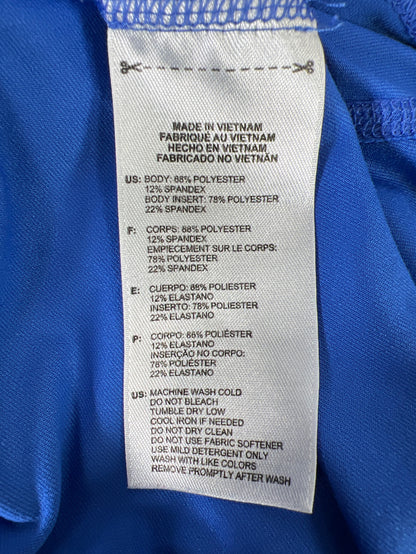 MADE IN VIETNAM
FABRIQUÉ AU VIETNAM
HECHO EN VIETNAM
FABRICADO NO VIETNÃN
US: BODY: 88% POLYESTER
12% SPANDEX
BODY INSERT: 78% POLYESTER
22% SPANDEX
F: CORPS: 88% POLYESTER
12% SPANDEX
EMPIECEMENT SUR LE CORPS:
78% POLYESTER
22% SPANDEX
E: CUERPO: 88% POLIESTER
12% ELASTANO
INSERTO: 78% POLIESTER
22% ELASTANO
P: CORPO: 88% POLIÉSTER
12% ELASTANO
INSERÇÃO NO CORPO:
78% POLIÉSTER
22% ELASTANO
US: MACHINE WASH COLD
DO NOT BLEACH
TUMBLE DRY LOW
COOL IRON IF NEEDED
DO NOT DRY CLEAN
DO NOT USE FABRIC SOFTENER
USE MILD DETERGENT ONLY
WASH WITH LIKE COLORS
REMOVE PROMPTLY AFTER WASH